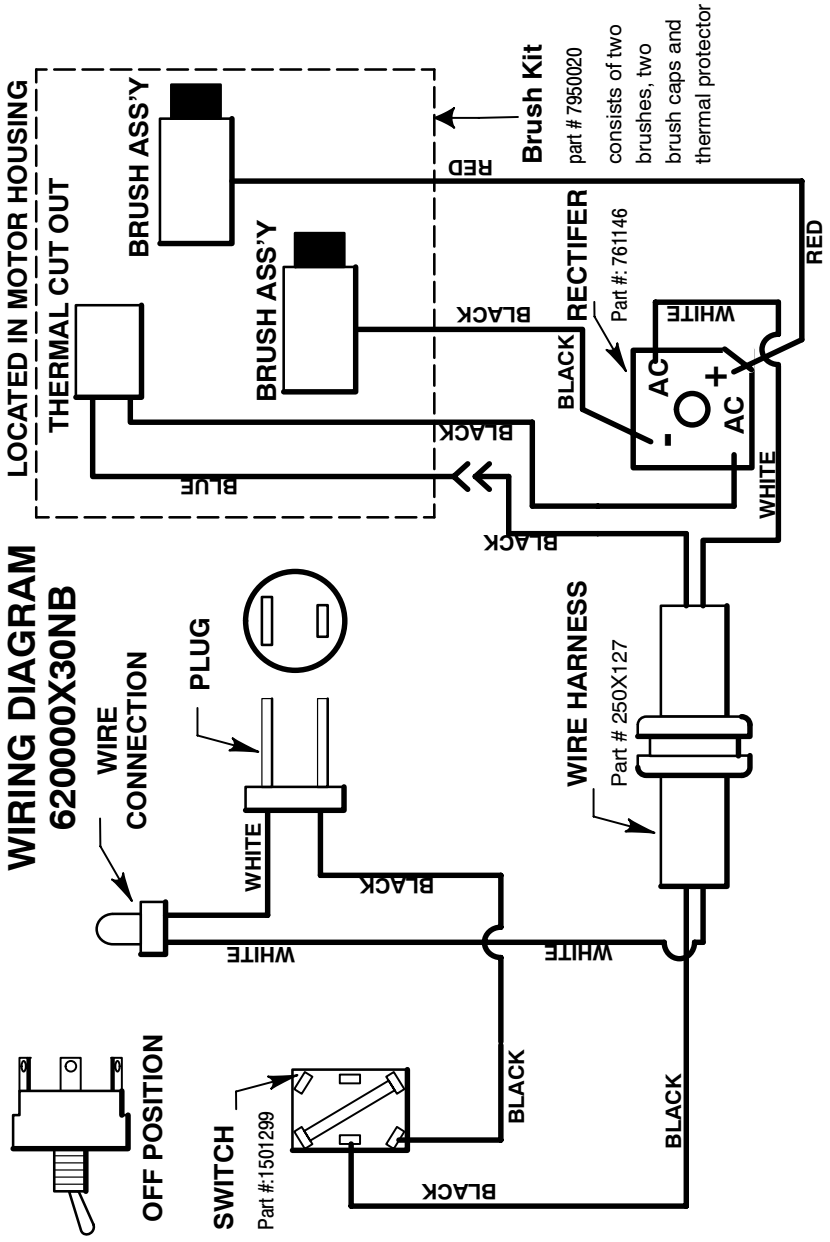 WIRING DIAGRAM
620000X30NB
LOCATED IN MOTOR HOUSING
THERMAL CUT OUT
BRUSH ASS'Y
BRUSH ASS'Y
BLUE
BLACK
BLACK
RED
Brush Kit
part # 7950020
consists of two
brushes, two
brush caps and
thermal protector
WIRE
CONNECTION
PLUG
WHITE
BLACK
WHITE
WHITE
OFF POSITION
SWITCH
Part #:1501299
BLACK
BLACK
BLACK
WIRE HARNESS
Part # 250X127
BLACK
WHITE
BLACK
RECTIFER
Part #: 761146
WHITE
RED
-
AC
+
AC